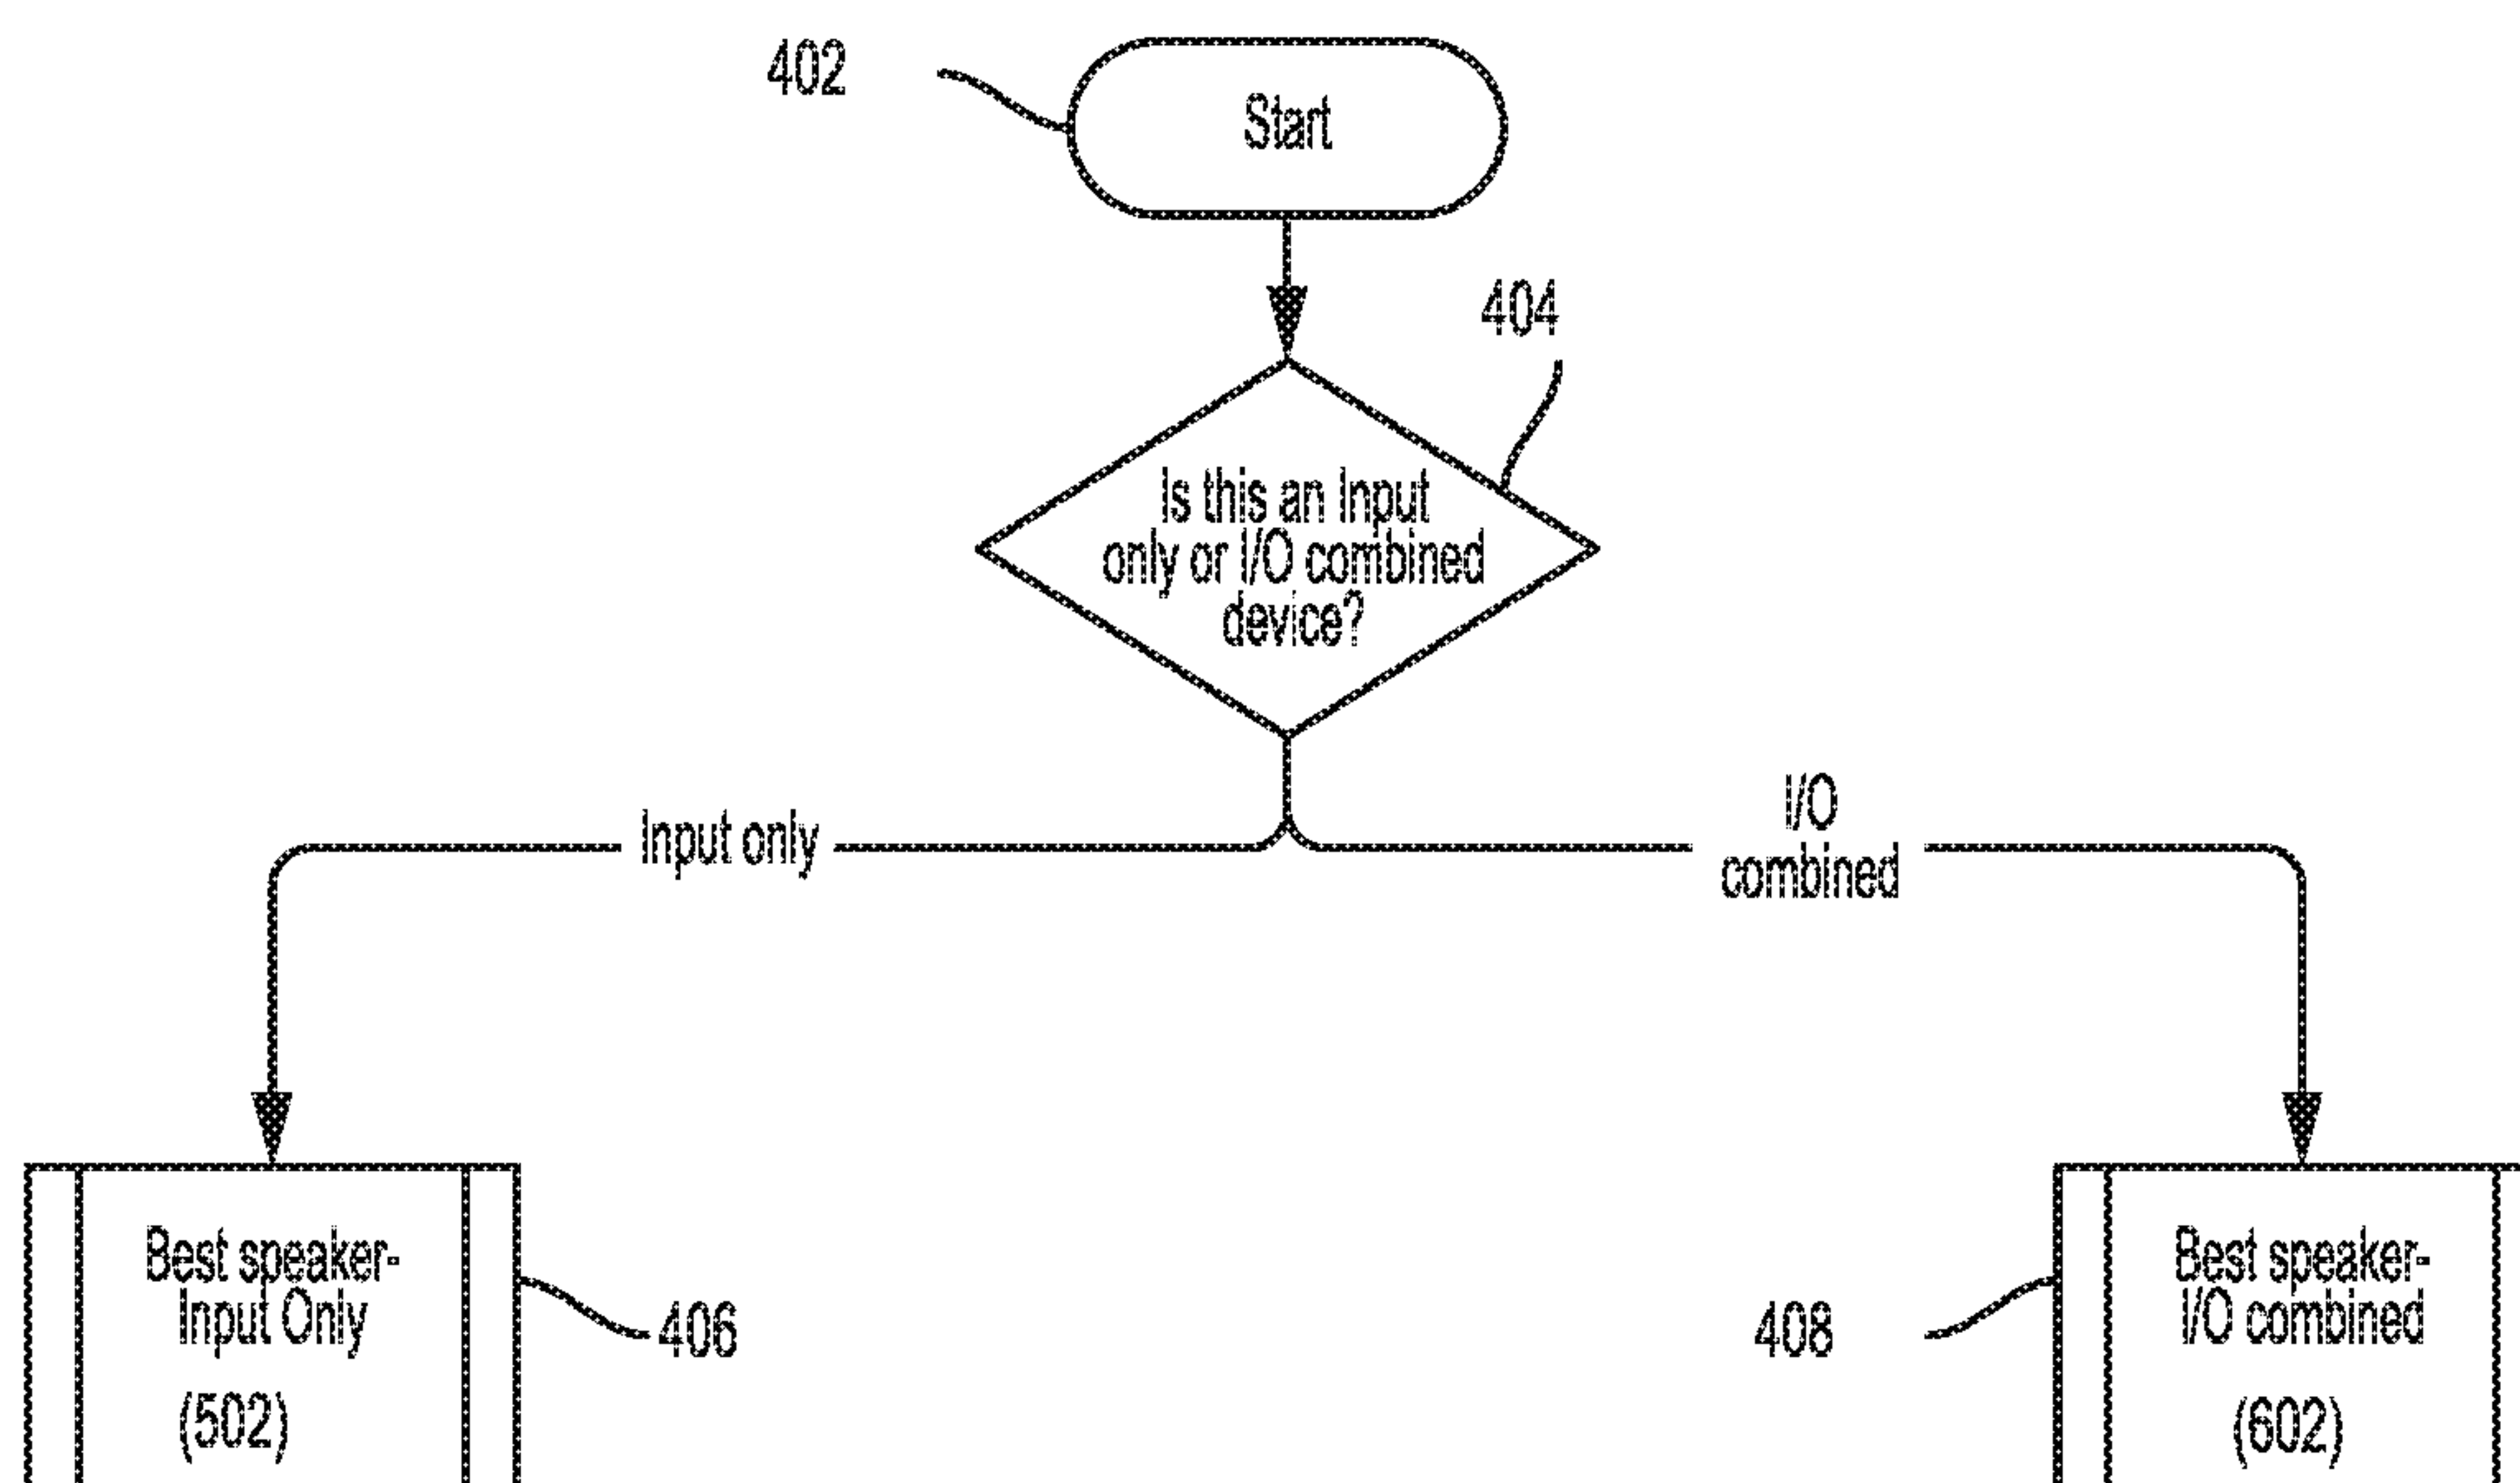 402
Start
404
Is this an Input
only or I/O combined
device?
Input only
I/O
combined
Best speaker-
Input Only
(502)
406
408
Best speaker-
I/O combined
(602)